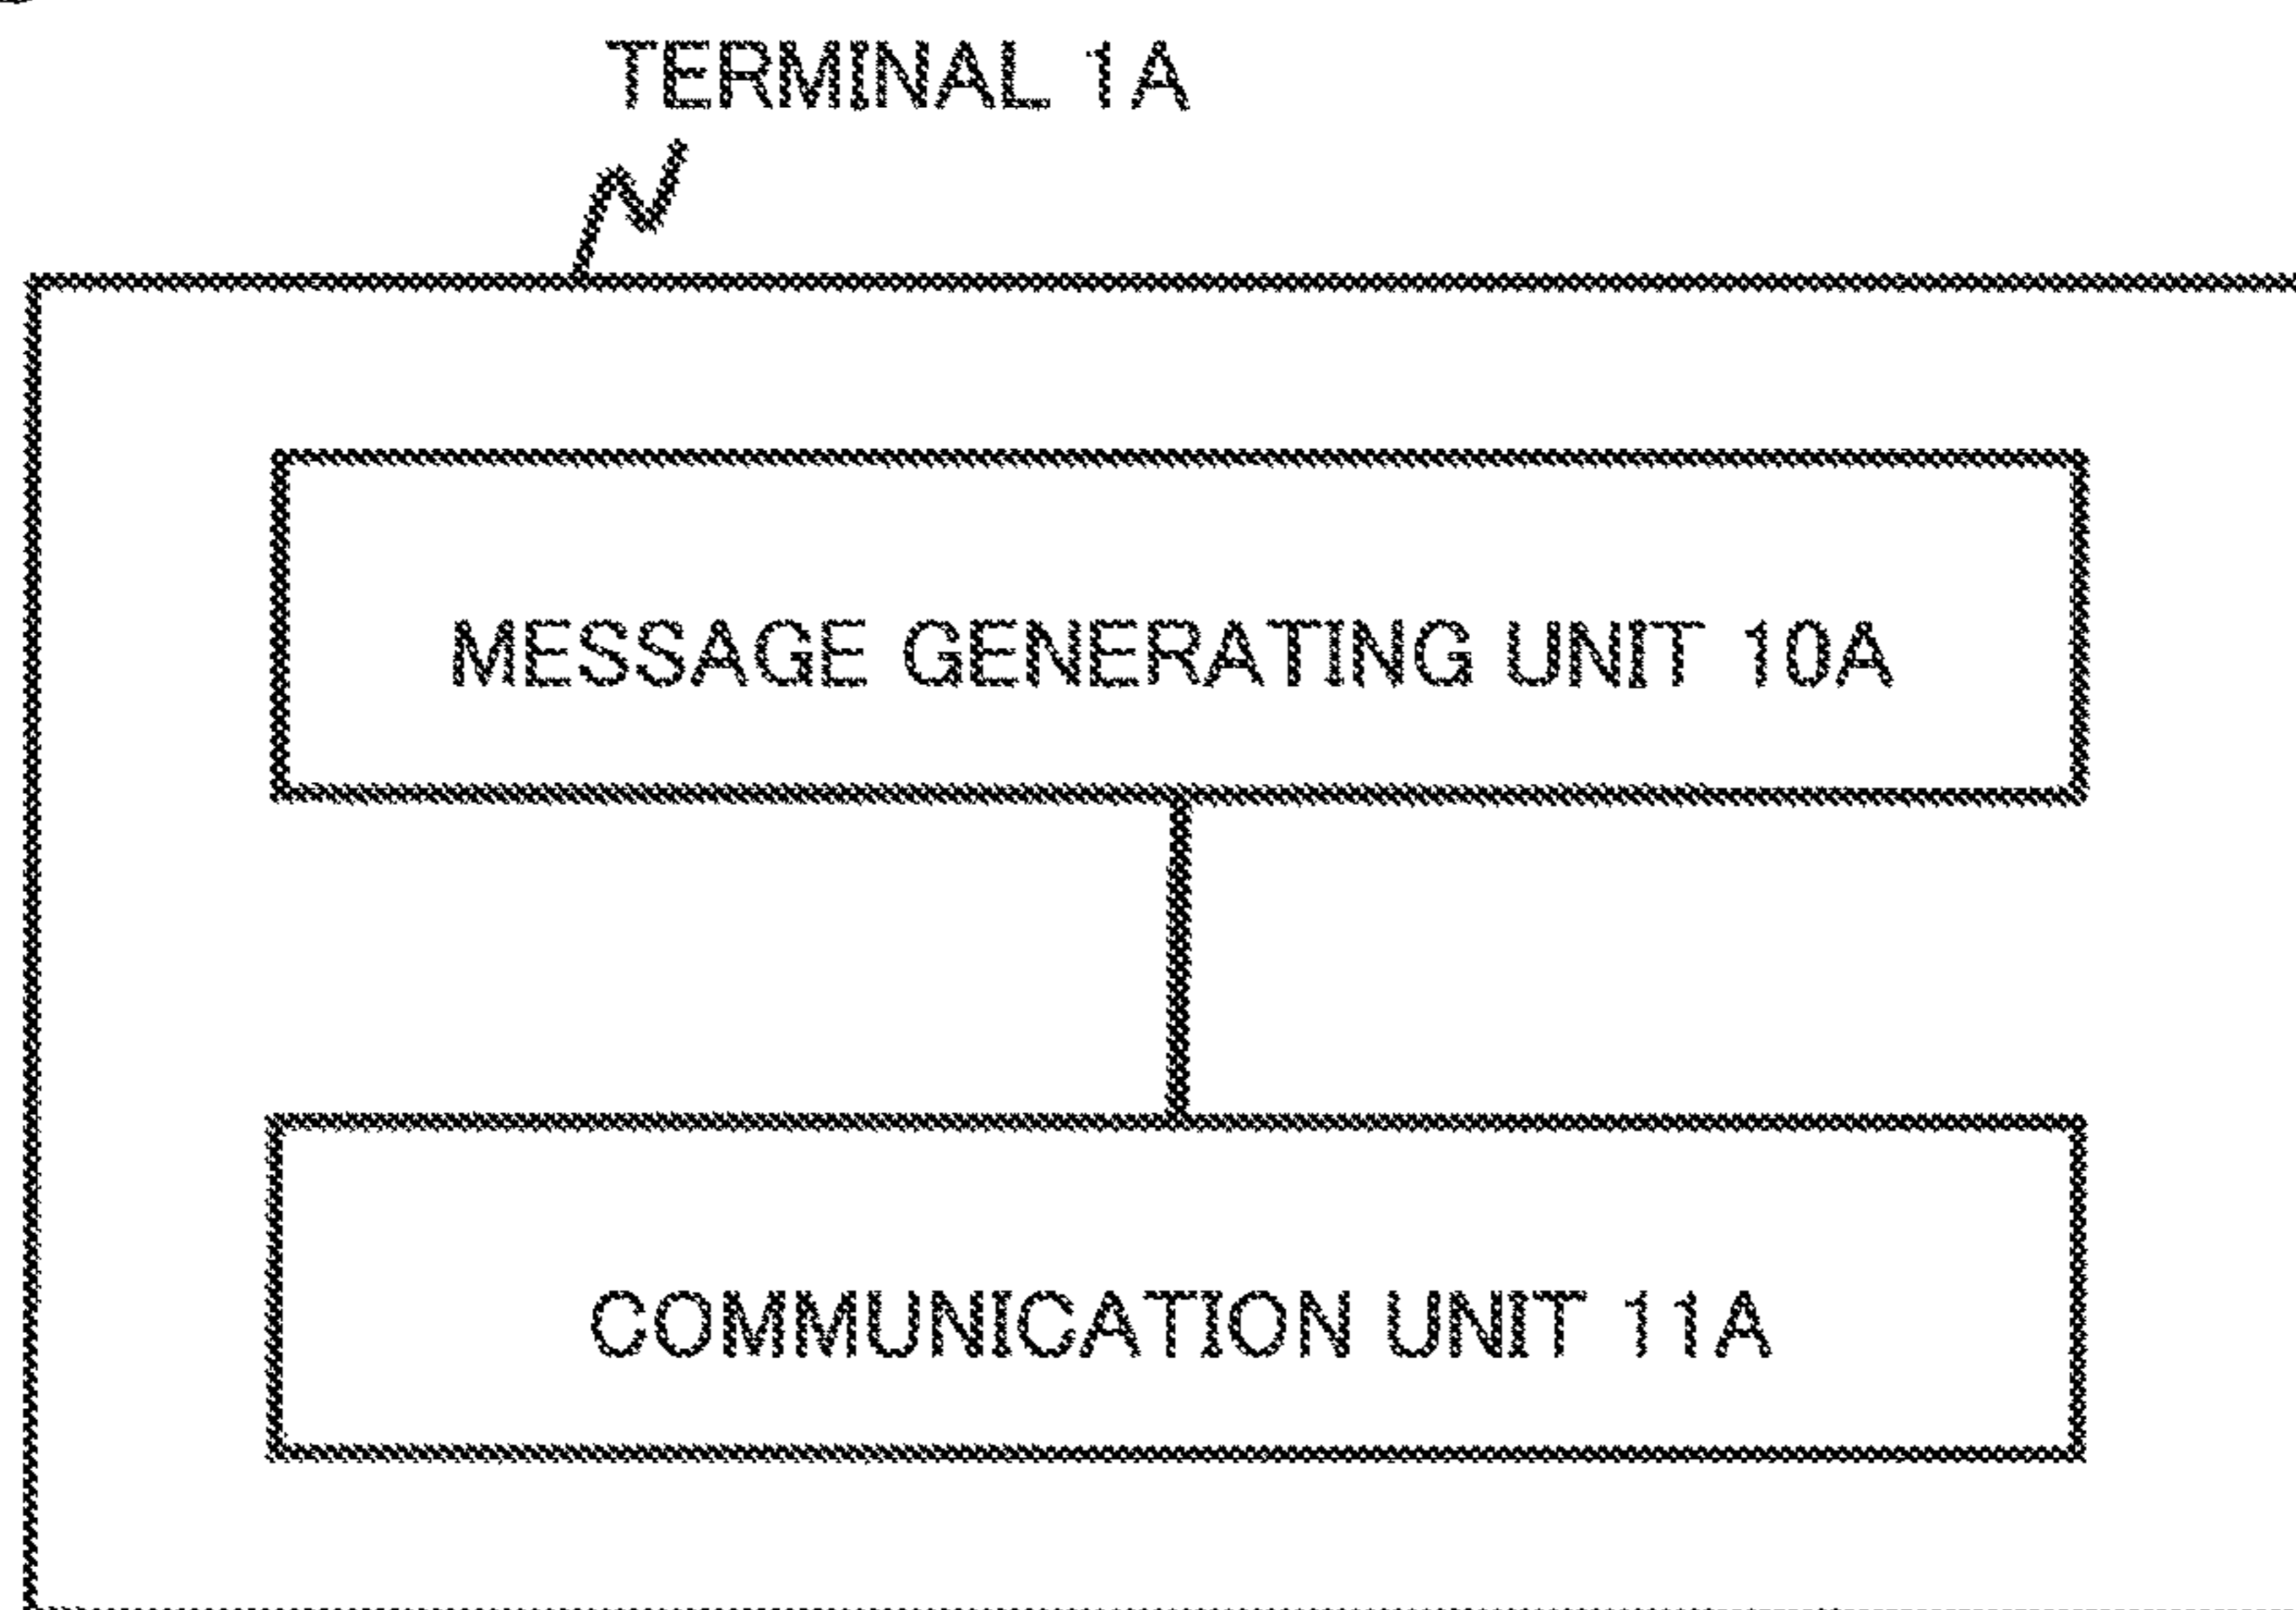 TERMINAL 1A
MESSAGE GENERATING UNIT 10A
COMMUNICATION UNIT 11A